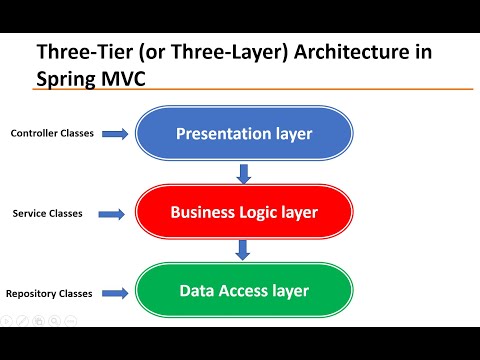 Three-Tier (or Three-Layer) Architecture in
Spring MVC
Controller Classes
Presentation layer
Service Classes
Business Logic layer
Repository Classes
Data Access layer